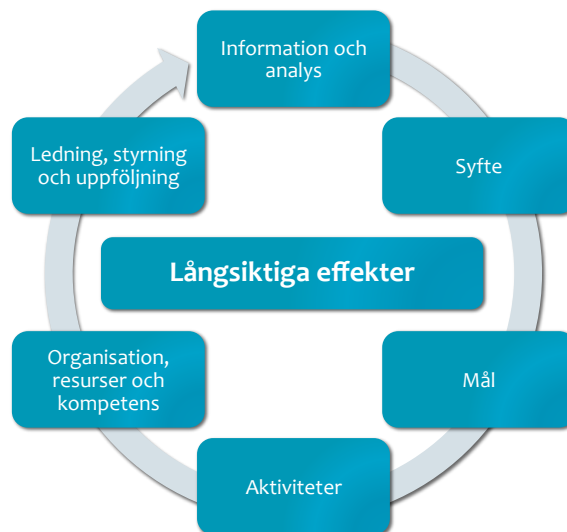 Information och
analys
Syfte
Mål
Aktiviteter
Organisation,
resurser och
kompetens
Ledning, styrning
och uppföljning
Långsiktiga effekter